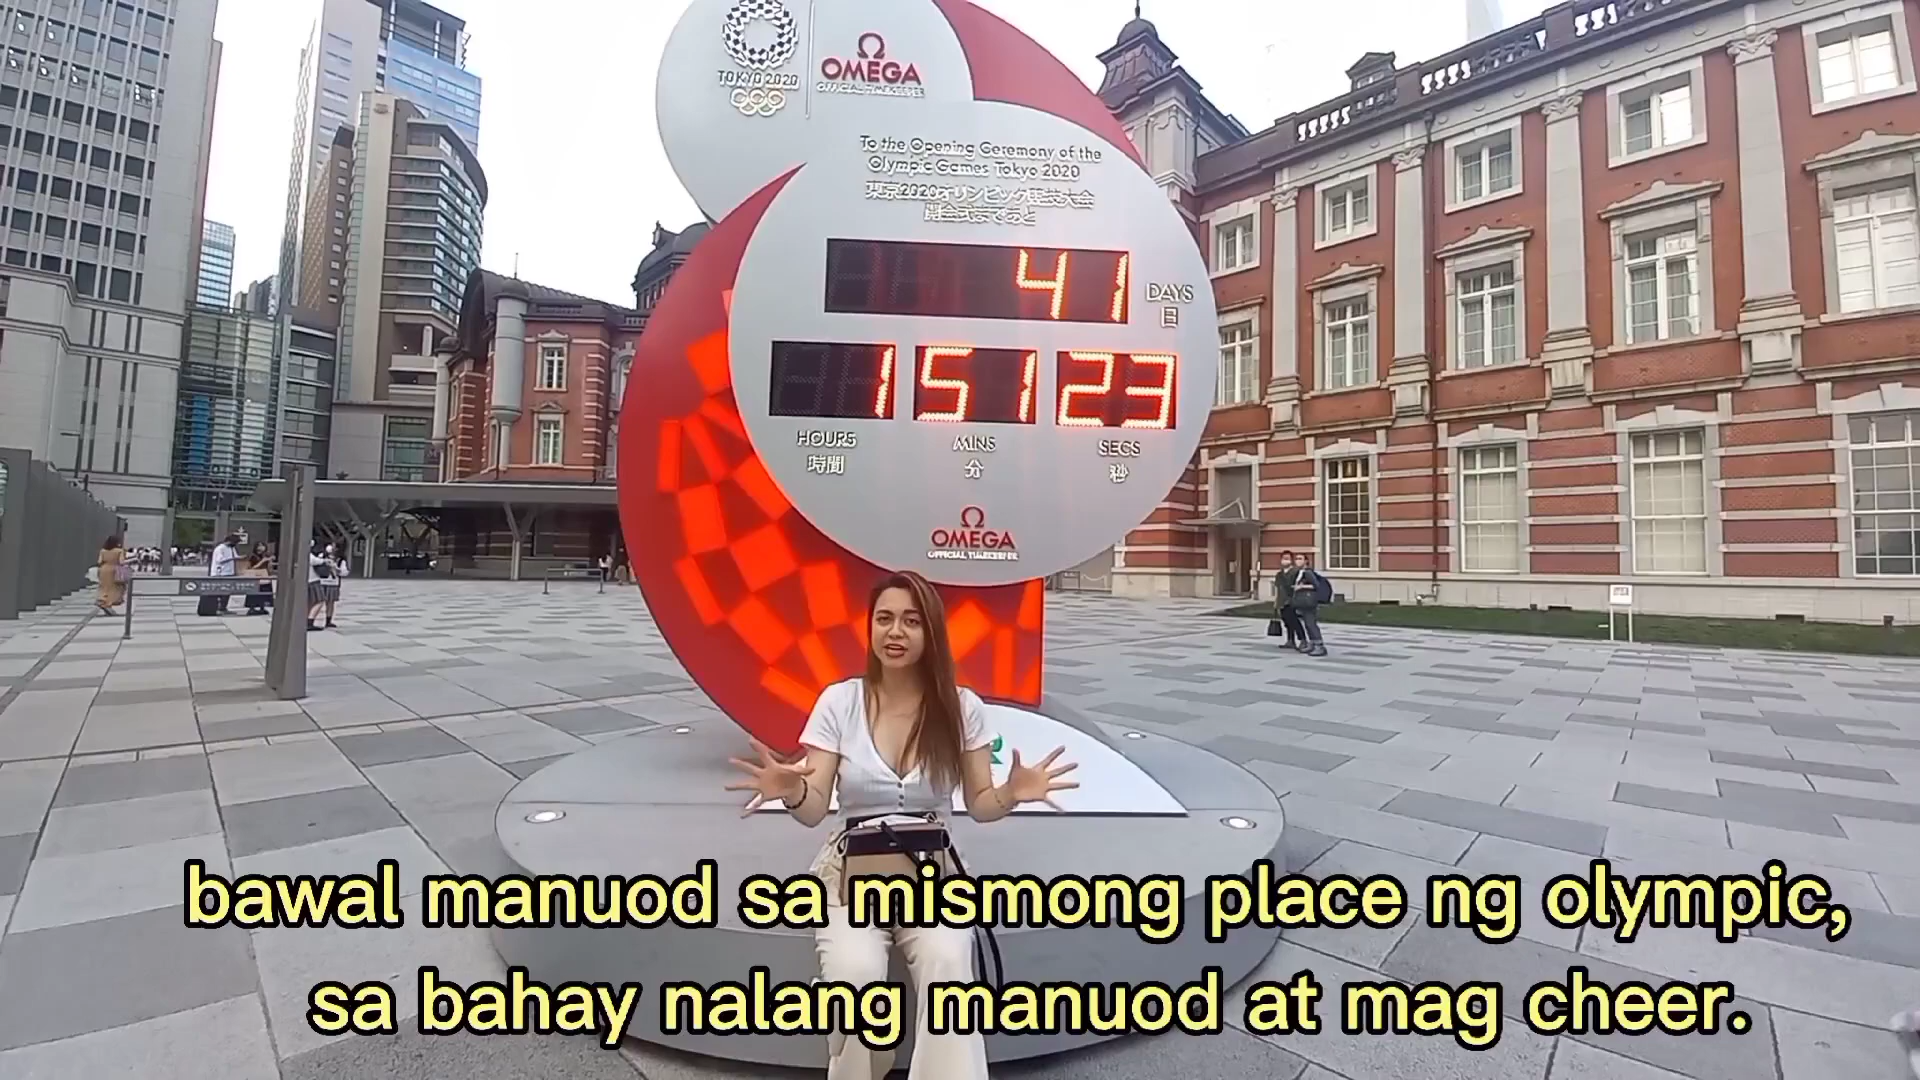 TOKYO 2020
Ω
OMEGA
OFFICIAL TIMEKEEPER
To the Opening Ceremony of the
Olympic Games Tokyo 2020
東京2020オリンピック競技大会
開会式まであと
41
DAYS
日
1 51 23
HOURS MINS SECS
時間 分 秒
Ω
OMEGA
OFFICIAL TIMEKEEPER
bawal manuod sa mismong place ng olympic,
sa bahay nalang manuod at mag cheer.